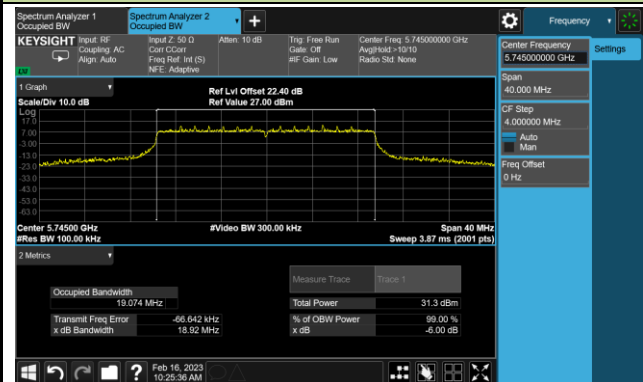 Spectrum Analyzer 1
Occupied BW
Spectrum Analyzer 2
Occupied BW
Frequency
KEYSIGHT
Input: RF
Coupling: AC
Align: Auto
Input Z: 50 Ω
Corr CCorr
Freq Ref: Int (S)
NFE: Adaptive
Atten: 10 dB
Trig: Free Run
Gate: Off
#IF Gain: Low
Center Freq: 5.745000000 GHz
Avg|Hold:>10/10
Radio Std: None
LXI
Center Frequency
5.745000000 GHz
Settings
Span
40.000 MHz
CF Step
4.000000 MHz
Auto
Man
Freq Offset
0 Hz
1 Graph
Scale/Div 10.0 dB
Ref Lvl Offset 22.40 dB
Ref Value 27.00 dBm
Log
17.0
7.00
-3.00
-13.0
-23.0
-33.0
-43.0
-53.0
-63.0
Center 5.74500 GHz
#Res BW 100.00 kHz
#Video BW 300.00 kHz
Span 40 MHz
Sweep 3.87 ms (2001 pts)
2 Metrics
Measure Trace
Trace 1
Occupied Bandwidth
19.074 MHz
Total Power
31.3 dBm
Transmit Freq Error
-66.642 kHz
% of OBW Power
99.00 %
x dB Bandwidth
18.92 MHz
x dB
-6.00 dB
?
Feb 16, 2023
10:25:36 AM